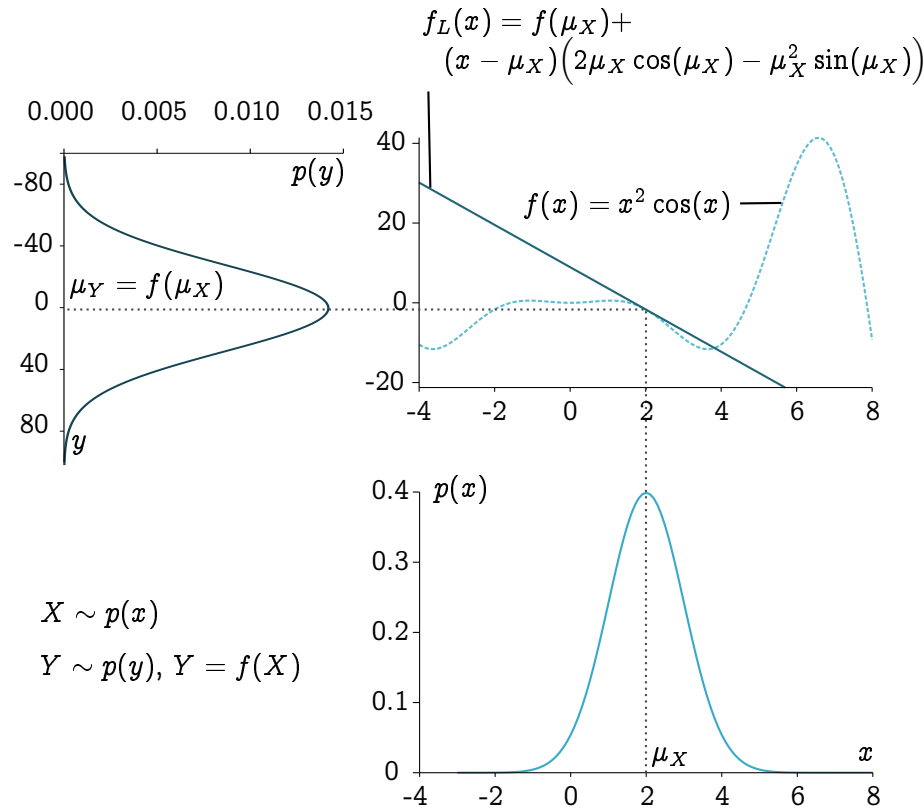 f_L(x) = f(μ_X)+
(x − μ_X)(2μ_X cos(μ_X) − μ_X^2 sin(μ_X))
0.000 0.005 0.010 0.015
p(y)
-80
-40
0
40
80
y
μ_Y = f(μ_X)
40
20
0
-20
f(x) = x^2 cos(x)
-4 -2 0 2 4 6 8
p(x)
0.4
0.3
0.2
0.1
0
μ_X
x
-4 -2 0 2 4 6 8
X ∼ p(x)
Y ∼ p(y), Y = f(X)